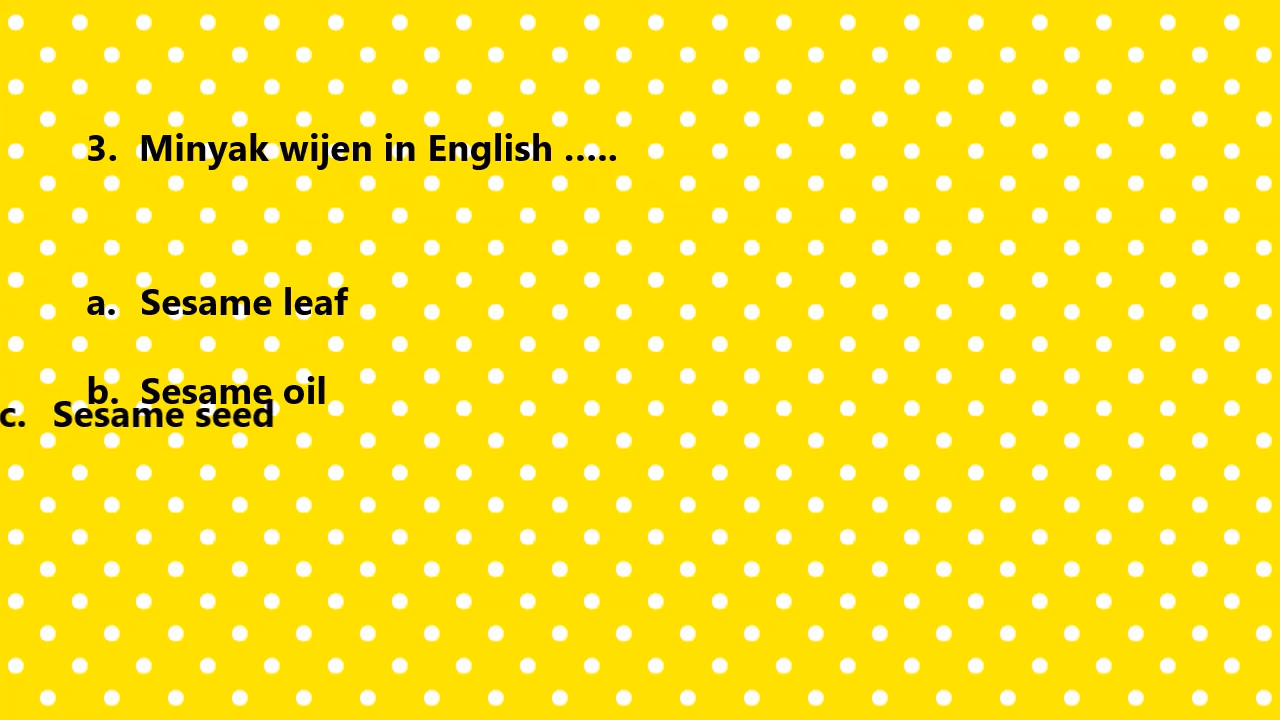 3. Minyak wijen in English .....
a. Sesame leaf
b. Sesame oil
c. Sesame seed